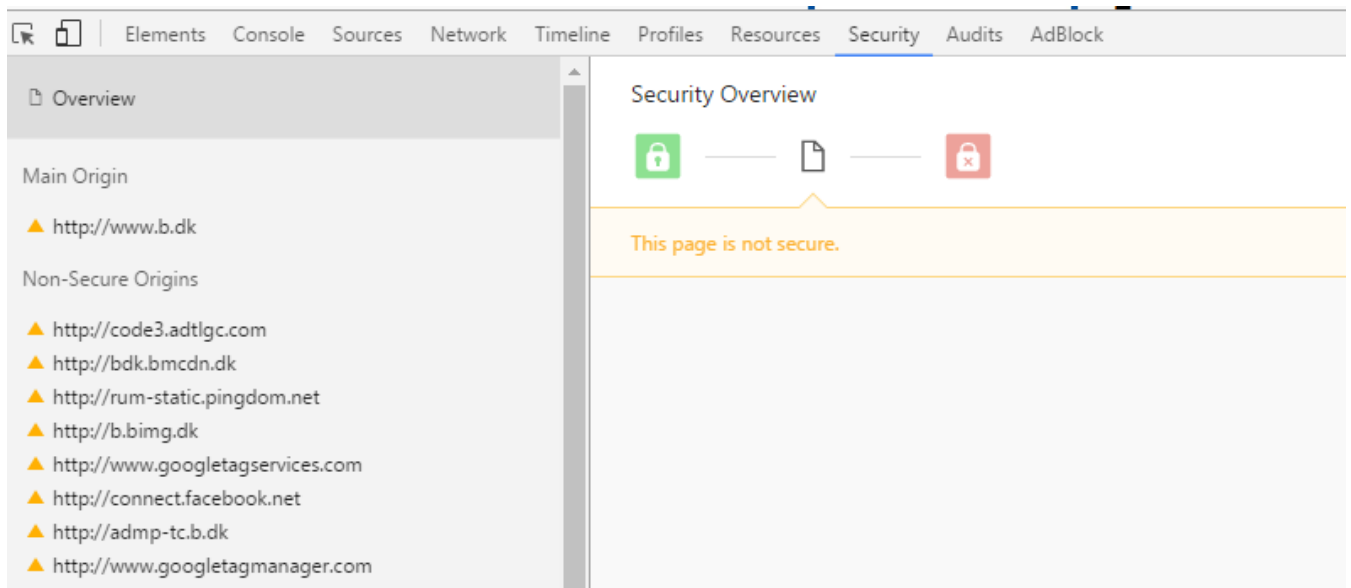 Elements Console Sources Network Timeline Profiles Resources Security Audits AdBlock
Overview
Main Origin
http://www.b.dk
Non-Secure Origins
http://code3.adtlgc.com
http://bdk.bmcdn.dk
http://rum-static.pingdom.net
http://b.bimg.dk
http://www.googletagservices.com
http://connect.facebook.net
http://admp-tc.b.dk
http://www.googletagmanager.com
Security Overview
This page is not secure.